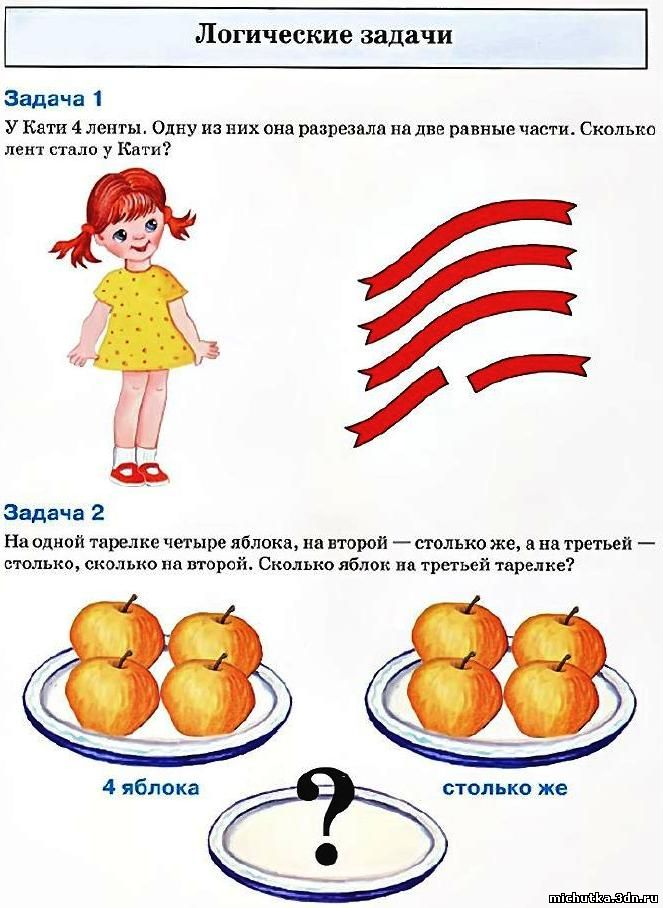 Логические задачи
Задача 1
У Кати 4 ленты. Одну из них она разрезала на две равные части. Сколько
лент стало у Кати?
Задача 2
На одной тарелке четыре яблока, на второй — столько же, а на третьей —
столько, сколько на второй. Сколько яблок на третьей тарелке?
4 яблока
столько же
?
michutka.3dn.ru